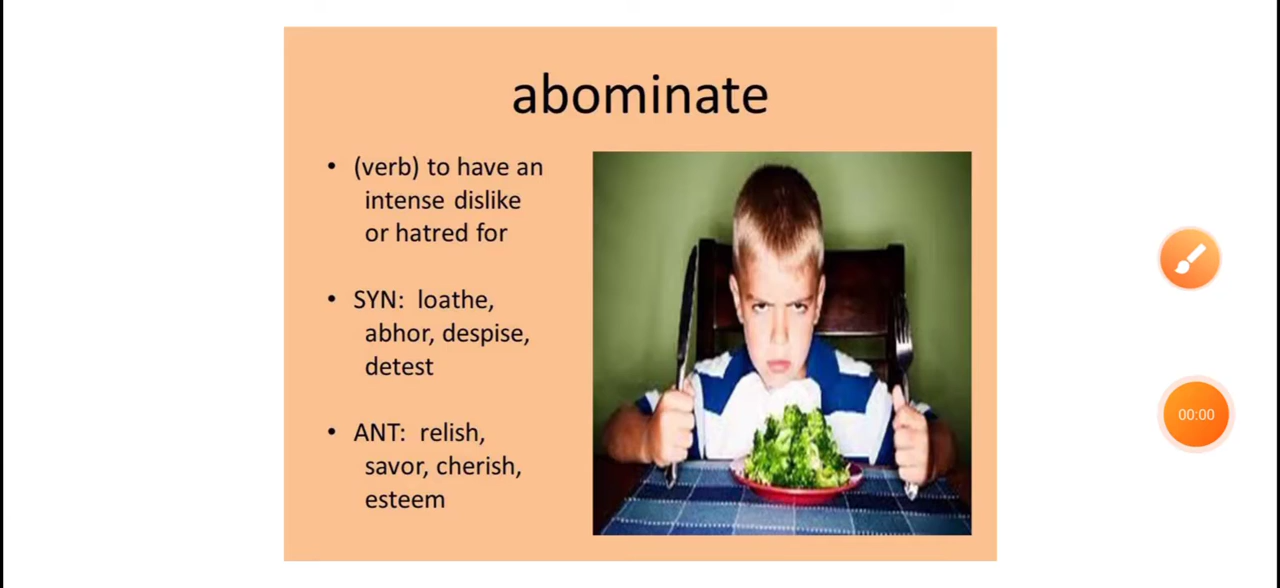 abominate
• (verb) to have an
intense dislike
or hatred for
• SYN: loathe,
abhor, despise,
detest
• ANT: relish,
savor, cherish,
esteem
00:00